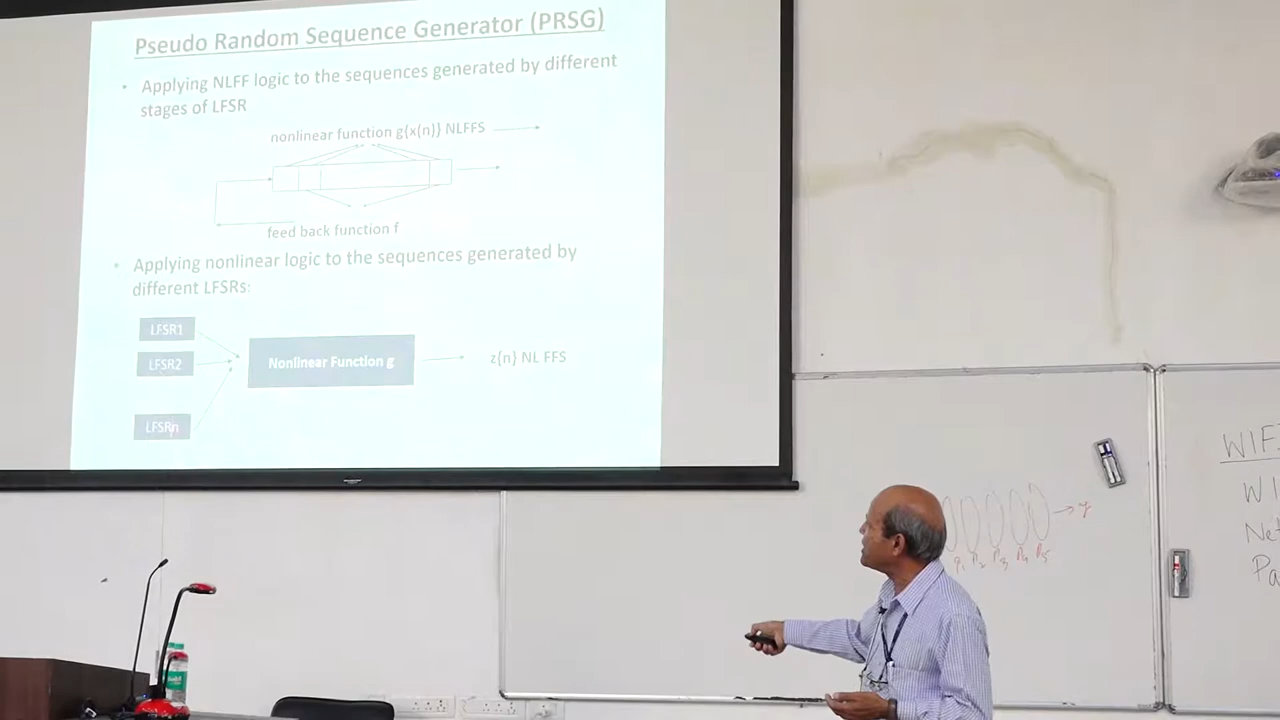 Pseudo Random Sequence Generator (PRSG)
• Applying NLFF logic to the sequences generated by different
stages of LFSR
nonlinear function g{x(n)} NLFFS
feed back function f
• Applying nonlinear logic to the sequences generated by
different LFSRs:
LFSR1
LFSR2
Nonlinear Function g
z{n} NL FFS
LFSRn
WIF
WI
Net
Pa